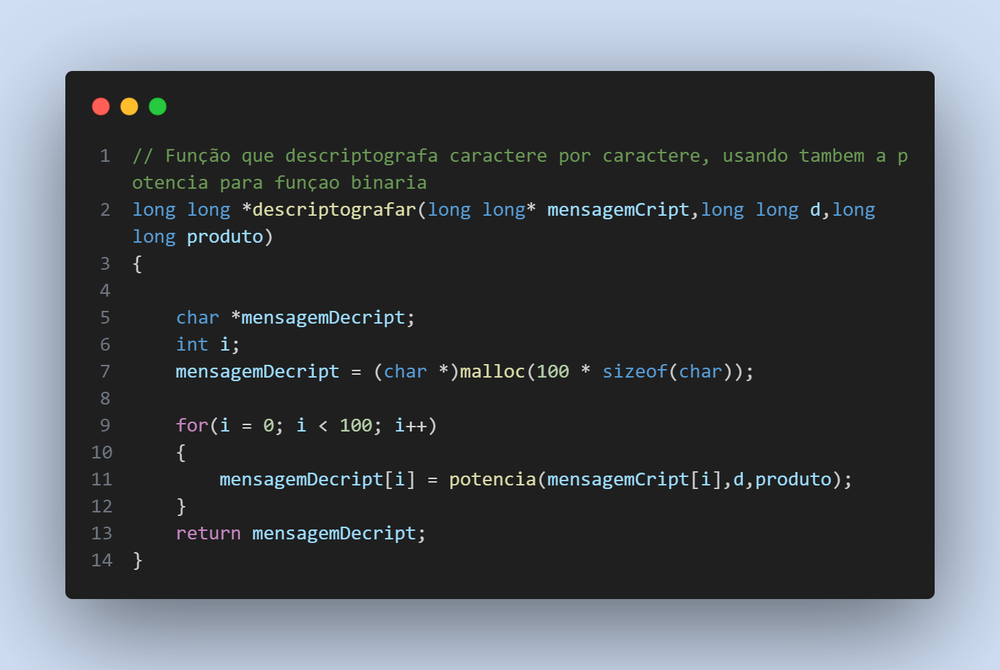 1 // Função que descriptografa caractere por caractere, usando tambem a p
otencia para funçao binaria
2 long long *descriptografar(long long* mensagemCript,long long d,long
long produto)
3 {
4
5     char *mensagemDecript;
6     int i;
7     mensagemDecript = (char *)malloc(100 * sizeof(char));
8
9     for(i = 0; i < 100; i++)
10     {
11         mensagemDecript[i] = potencia(mensagemCript[i],d,produto);
12     }
13     return mensagemDecript;
14 }